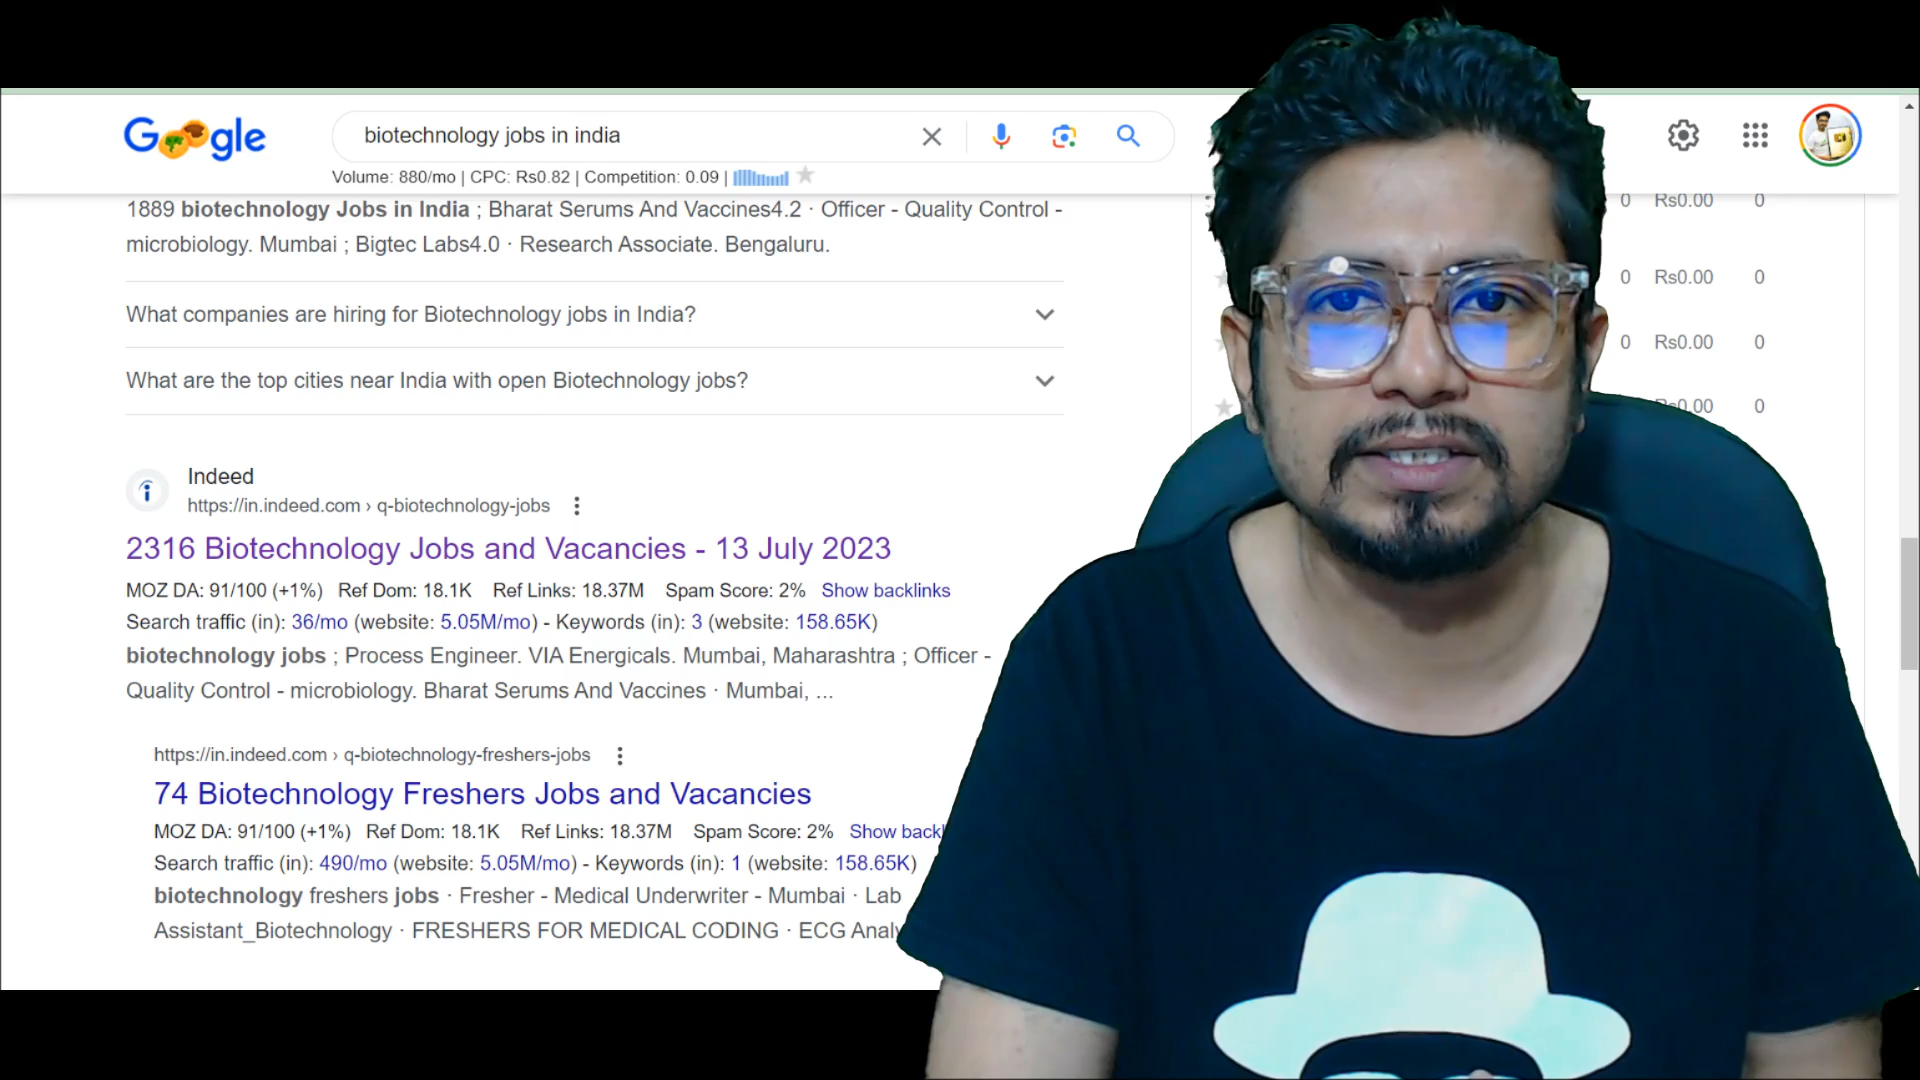 Google
biotechnology jobs in india
Volume: 880/mo | CPC: Rs0.82 | Competition: 0.09 |
1889 biotechnology Jobs in India ; Bharat Serums And Vaccines4.2 · Officer - Quality Control -
microbiology. Mumbai ; Bigtec Labs4.0 · Research Associate. Bengaluru.
0 Rs0.00 0
What companies are hiring for Biotechnology jobs in India?
0 Rs0.00 0
What are the top cities near India with open Biotechnology jobs?
0 Rs0.00 0
Rs0.00 0
Indeed
https://in.indeed.com › q-biotechnology-jobs
2316 Biotechnology Jobs and Vacancies - 13 July 2023
MOZ DA: 91/100 (+1%) Ref Dom: 18.1K Ref Links: 18.37M Spam Score: 2% Show backlinks
Search traffic (in): 36/mo (website: 5.05M/mo) - Keywords (in): 3 (website: 158.65K)
biotechnology jobs ; Process Engineer. VIA Energicals. Mumbai, Maharashtra ; Officer -
Quality Control - microbiology. Bharat Serums And Vaccines · Mumbai, ...
https://in.indeed.com › q-biotechnology-freshers-jobs
74 Biotechnology Freshers Jobs and Vacancies
MOZ DA: 91/100 (+1%) Ref Dom: 18.1K Ref Links: 18.37M Spam Score: 2% Show
Search traffic (in): 490/mo (website: 5.05M/mo) - Keywords (in): 1 (website: 158.65K)
biotechnology freshers jobs · Fresher - Medical Underwriter - Mumbai · Lab
Assistant_Biotechnology · FRESHERS FOR MEDICAL CODING · ECG